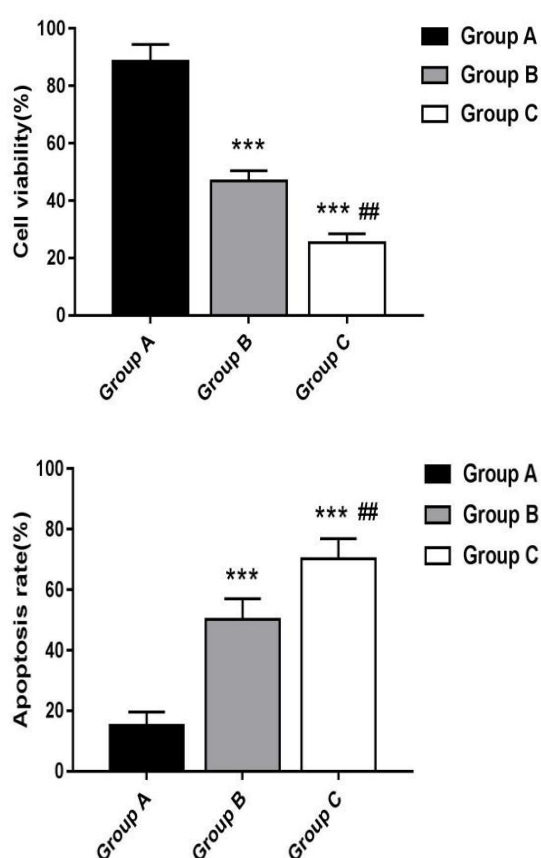 100
80
60
40
20
0
Cell viability(%)
***
*** ##
Group A
Group B
Group C
Group A
Group B
Group C
100
80
60
40
20
0
Apoptosis rate(%)
***
*** ##
Group A
Group B
Group C
Group A
Group B
Group C